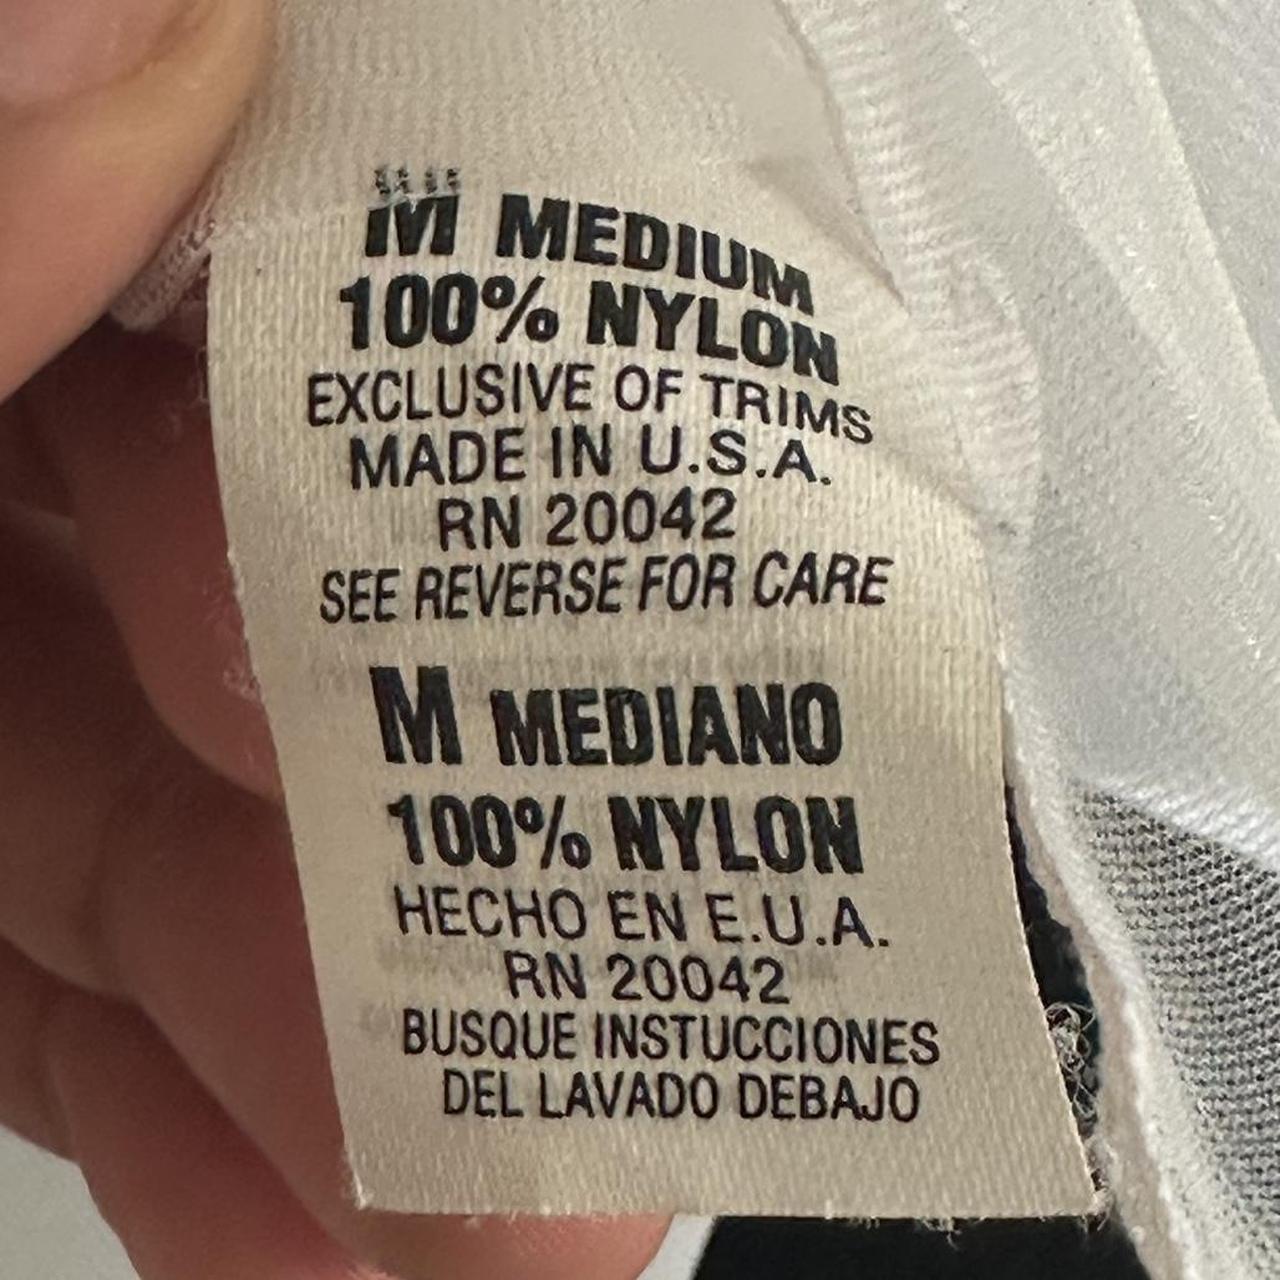 M MEDIUM
100% NYLON
EXCLUSIVE OF TRIMS
MADE IN U.S.A.
RN 20042
SEE REVERSE FOR CARE
M MEDIANO
100% NYLON
HECHO EN E.U.A.
RN 20042
BUSQUE INSTUCCIONES
DEL LAVADO DEBAJO